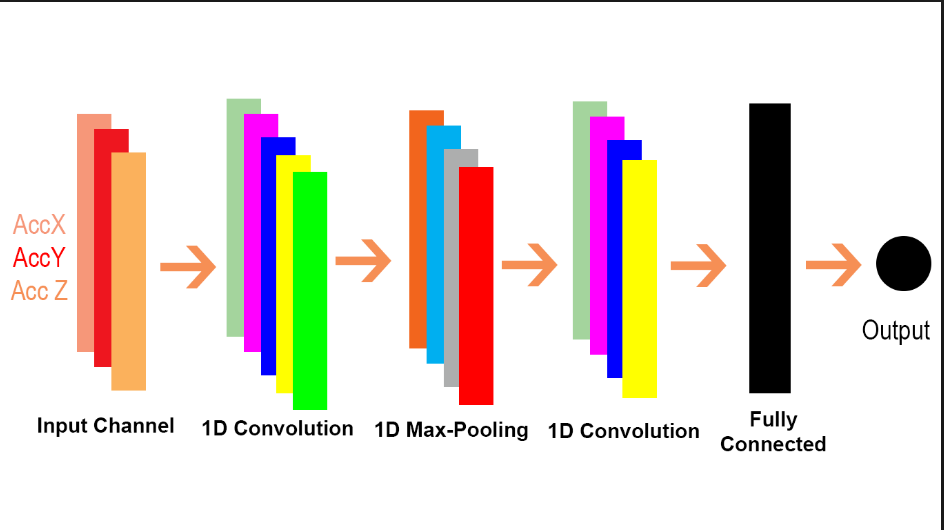 AccX
AccY
Acc Z
Input Channel
1D Convolution
1D Max-Pooling
1D Convolution
Fully
Connected
Output